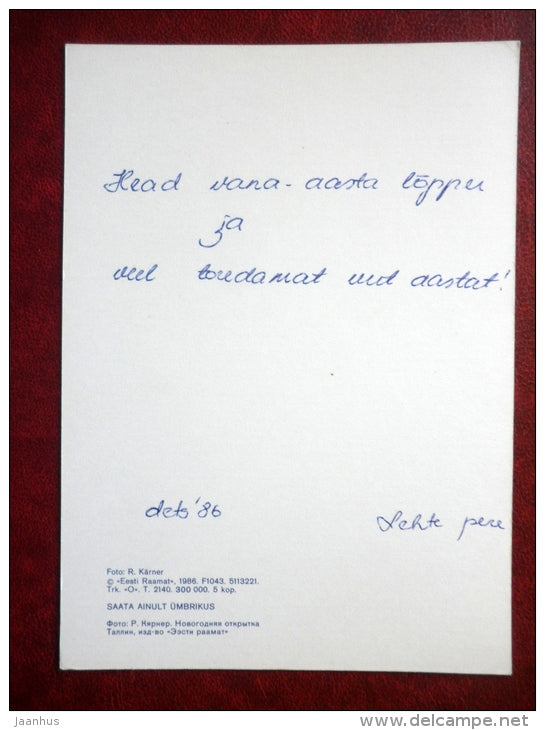 Head vana-aasta lõppu
ja
veel toredamat uut aastat!
dets '86
Lehte pere
Foto: R. Kärner
© «Eesti Raamat», 1986. F1043. 5113221.
Trk. «O». T. 2140. 300 000. 5 kop.
SAATA AINULT ÜMBRIKUS
Фото: Р. Кярнер. Новогодняя открытка
Таллин, изд-во «Ээсти раамат»
jaanhus
delcampe.net